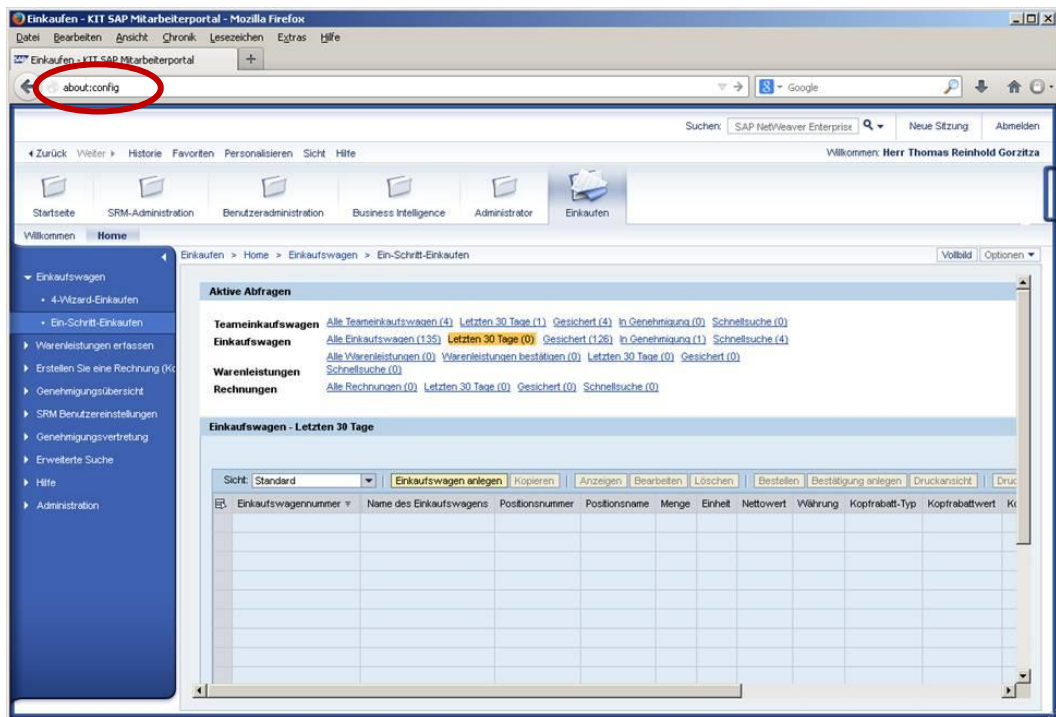 Einkaufen - KIT SAP Mitarbeiterportal - Mozilla Firefox
Datei Bearbeiten Ansicht Chronik Lesezeichen Extras Hilfe
Einkaufen - KIT SAP Mitarbeiterportal +
about:config Google
Suchen: SAP NetWeaver Enterprise Neue Sitzung Abmelden
Zurück Weiter Historie Favoriten Personalisieren Sicht Hilfe Willkommen: Herr Thomas Reinhold Gorzitza
Startseite SRM-Administration Benutzeradministration Business Intelligence Administrator Einkaufen
Willkommen Home
Einkaufen > Home > Einkaufswagen > Ein-Schritt-Einkaufen Vollbild Optionen
Einkaufswagen
• 4-Wizard-Einkaufen
• Ein-Schritt-Einkaufen
Warenleistungen erfassen
Erstellen Sie eine Rechnung (Ko
Genehmigungsübersicht
SRM Benutzereinstellungen
Genehmigungsvertretung
Erweiterte Suche
Hilfe
Administration
Aktive Abfragen
Teameinkaufswagen Alle Teameinkaufswagen (4) Letzten 30 Tage (1) Gesichert (4) In Genehmigung (0) Schnellsuche (0)
Einkaufswagen Alle Einkaufswagen (135) Letzten 30 Tage (0) Gesichert (126) In Genehmigung (1) Schnellsuche (4)
Alle Warenleistungen (0) Warenleistungen bestätigen (0) Letzten 30 Tage (0) Gesichert (0)
Warenleistungen Schnellsuche (0)
Rechnungen Alle Rechnungen (0) Letzten 30 Tage (0) Gesichert (0) Schnellsuche (0)
Einkaufswagen - Letzten 30 Tage
Sicht: Standard Einkaufswagen anlegen Kopieren Anzeigen Bearbeiten Löschen Bestellen Bestätigung anlegen Druckansicht Druc
Einkaufswagennummer Name des Einkaufswagens Positionsnummer Positionsname Menge Einheit Nettowert Währung Kopfrabatt-Typ Kopfrabattwert Ko